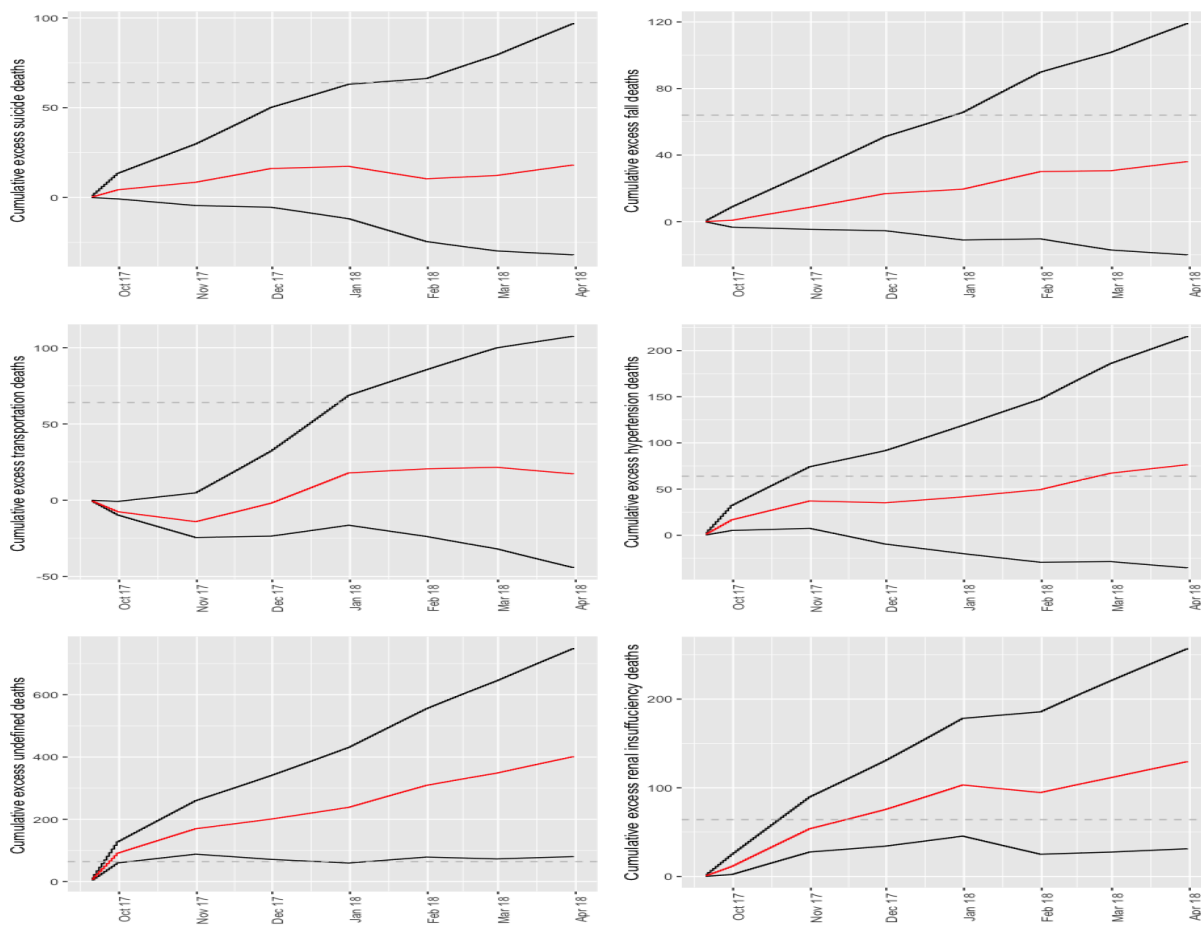 Cumulative excess suicide deaths
100
50
0
Oct 17
Nov 17
Dec 17
Jan 18
Feb 18
Mar 18
Apr 18
Cumulative excess fall deaths
120
80
40
0
Oct 17
Nov 17
Dec 17
Jan 18
Feb 18
Mar 18
Apr 18
Cumulative excess transportation deaths
100
50
0
-50
Oct 17
Nov 17
Dec 17
Jan 18
Feb 18
Mar 18
Apr 18
Cumulative excess hypertension deaths
200
150
100
50
0
Oct 17
Nov 17
Dec 17
Jan 18
Feb 18
Mar 18
Apr 18
Cumulative excess undefined deaths
600
400
200
0
Oct 17
Nov 17
Dec 17
Jan 18
Feb 18
Mar 18
Apr 18
Cumulative excess renal insuffuciency deaths
200
100
0
Oct 17
Nov 17
Dec 17
Jan 18
Feb 18
Mar 18
Apr 18